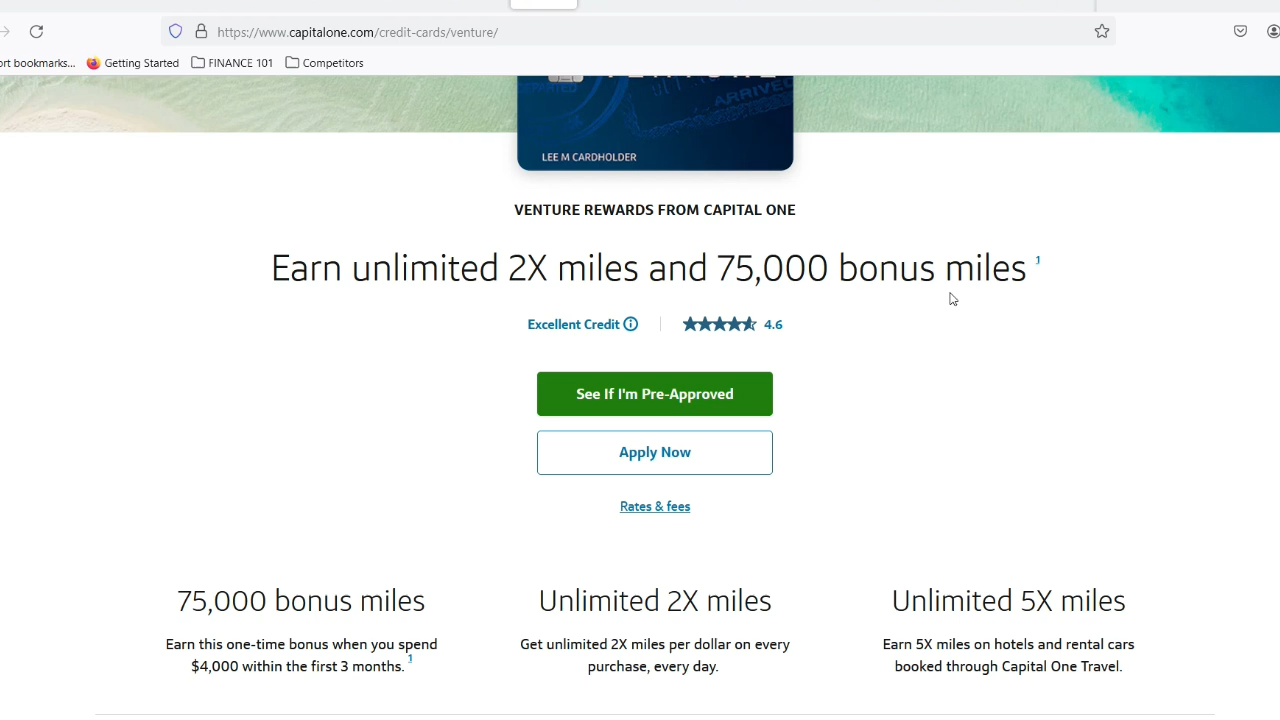 https://www.capitalone.com/credit-cards/venture/
ort bookmarks... Getting Started FINANCE 101 Competitors
ARRIVED
LEE M CARDHOLDER
VENTURE REWARDS FROM CAPITAL ONE
Earn unlimited 2X miles and 75,000 bonus miles 1
Excellent Credit 4.6
See If I'm Pre-Approved
Apply Now
Rates & fees
75,000 bonus miles
Unlimited 2X miles
Unlimited 5X miles
Earn this one-time bonus when you spend
$4,000 within the first 3 months. 1
Get unlimited 2X miles per dollar on every
purchase, every day.
Earn 5X miles on hotels and rental cars
booked through Capital One Travel.